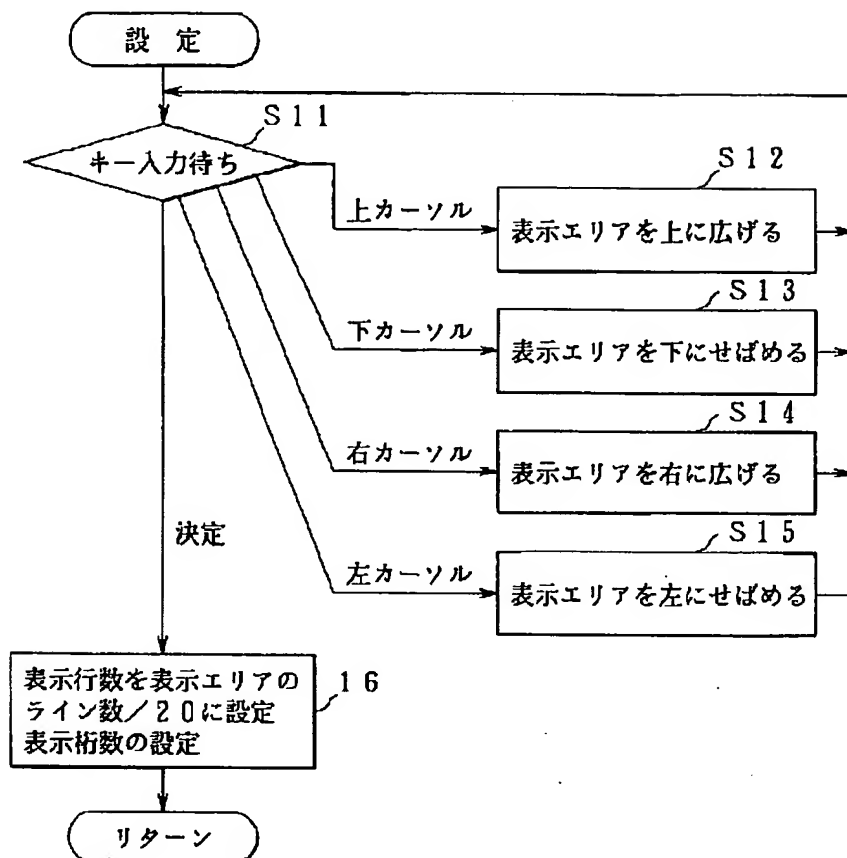 設 定
S11
キー入力待ち
S12
上カーソル
表示エリアを上に広げる
S13
下カーソル
表示エリアを下にせばめる
S14
右カーソル
表示エリアを右に広げる
S15
左カーソル
表示エリアを左にせばめる
決定
16
表示行数を表示エリアの
ライン数/20に設定
表示桁数の設定
リターン